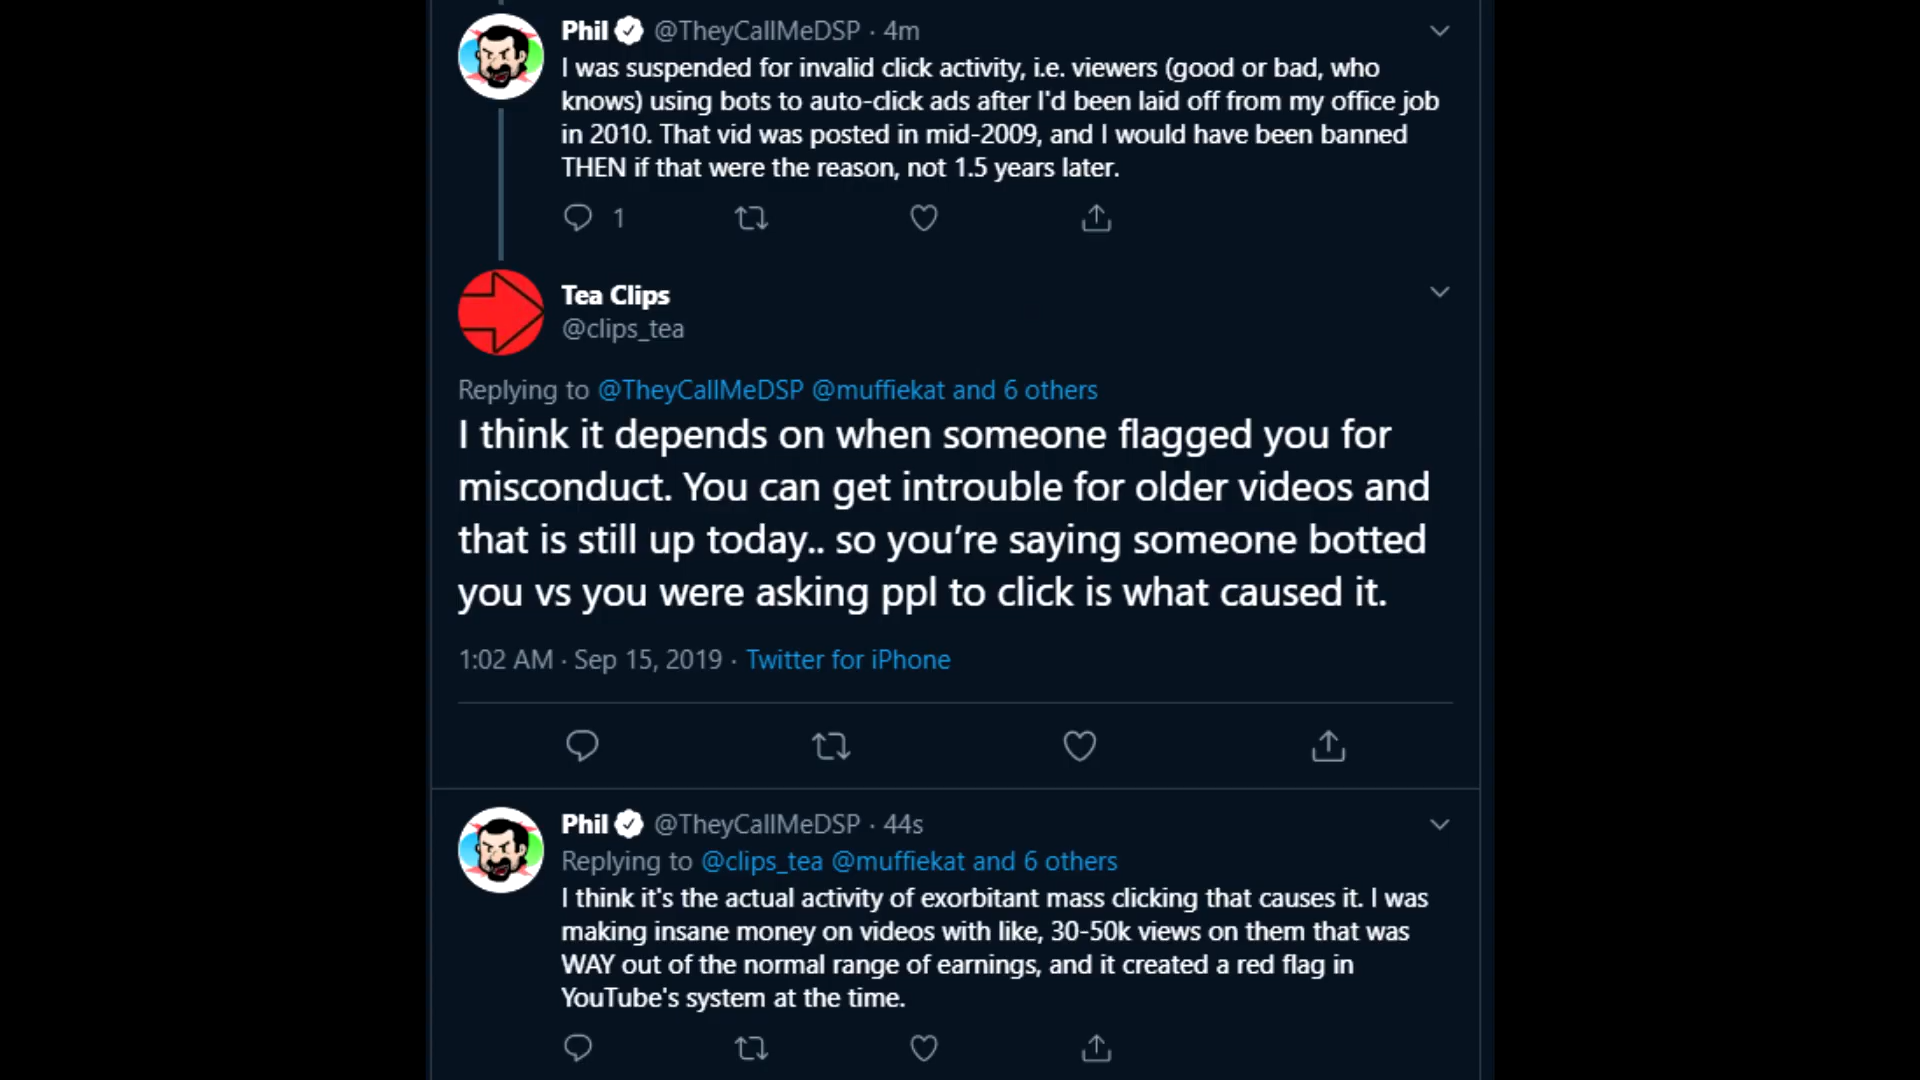 Phil @TheyCallMeDSP · 4m
I was suspended for invalid click activity, i.e. viewers (good or bad, who
knows) using bots to auto-click ads after I'd been laid off from my office job
in 2010. That vid was posted in mid-2009, and I would have been banned
THEN if that were the reason, not 1.5 years later.
1
Tea Clips
@clips_tea
Replying to @TheyCallMeDSP @muffiekat and 6 others
I think it depends on when someone flagged you for
misconduct. You can get introuble for older videos and
that is still up today.. so you’re saying someone botted
you vs you were asking ppl to click is what caused it.
1:02 AM · Sep 15, 2019 · Twitter for iPhone
Phil @TheyCallMeDSP · 44s
Replying to @clips_tea @muffiekat and 6 others
I think it's the actual activity of exorbitant mass clicking that causes it. I was
making insane money on videos with like, 30-50k views on them that was
WAY out of the normal range of earnings, and it created a red flag in
YouTube's system at the time.